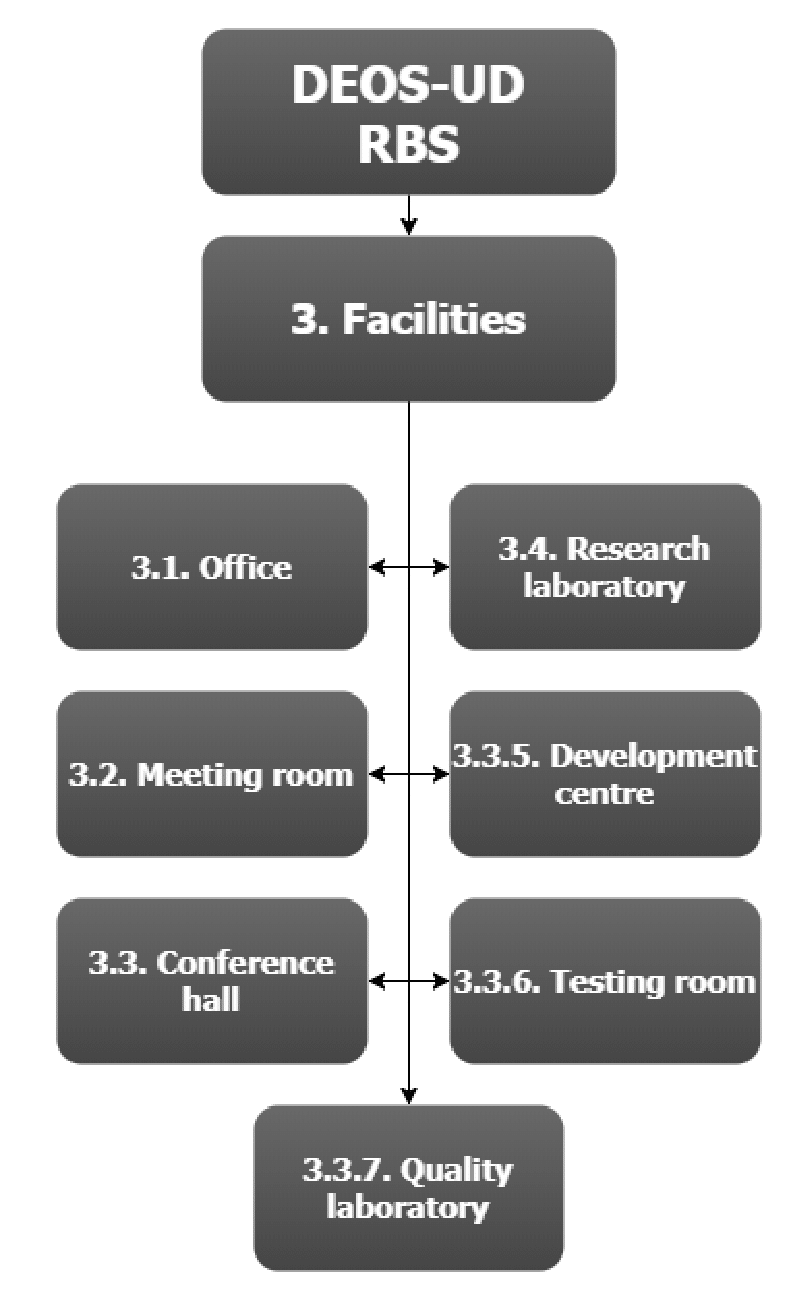 DEOS-UD
RBS
3. Facilities
3.1. Office
3.4. Research
laboratory
3.2. Meeting room
3.3.5. Development
centre
3.3. Conference
hall
3.3.6. Testing room
3.3.7. Quality
laboratory